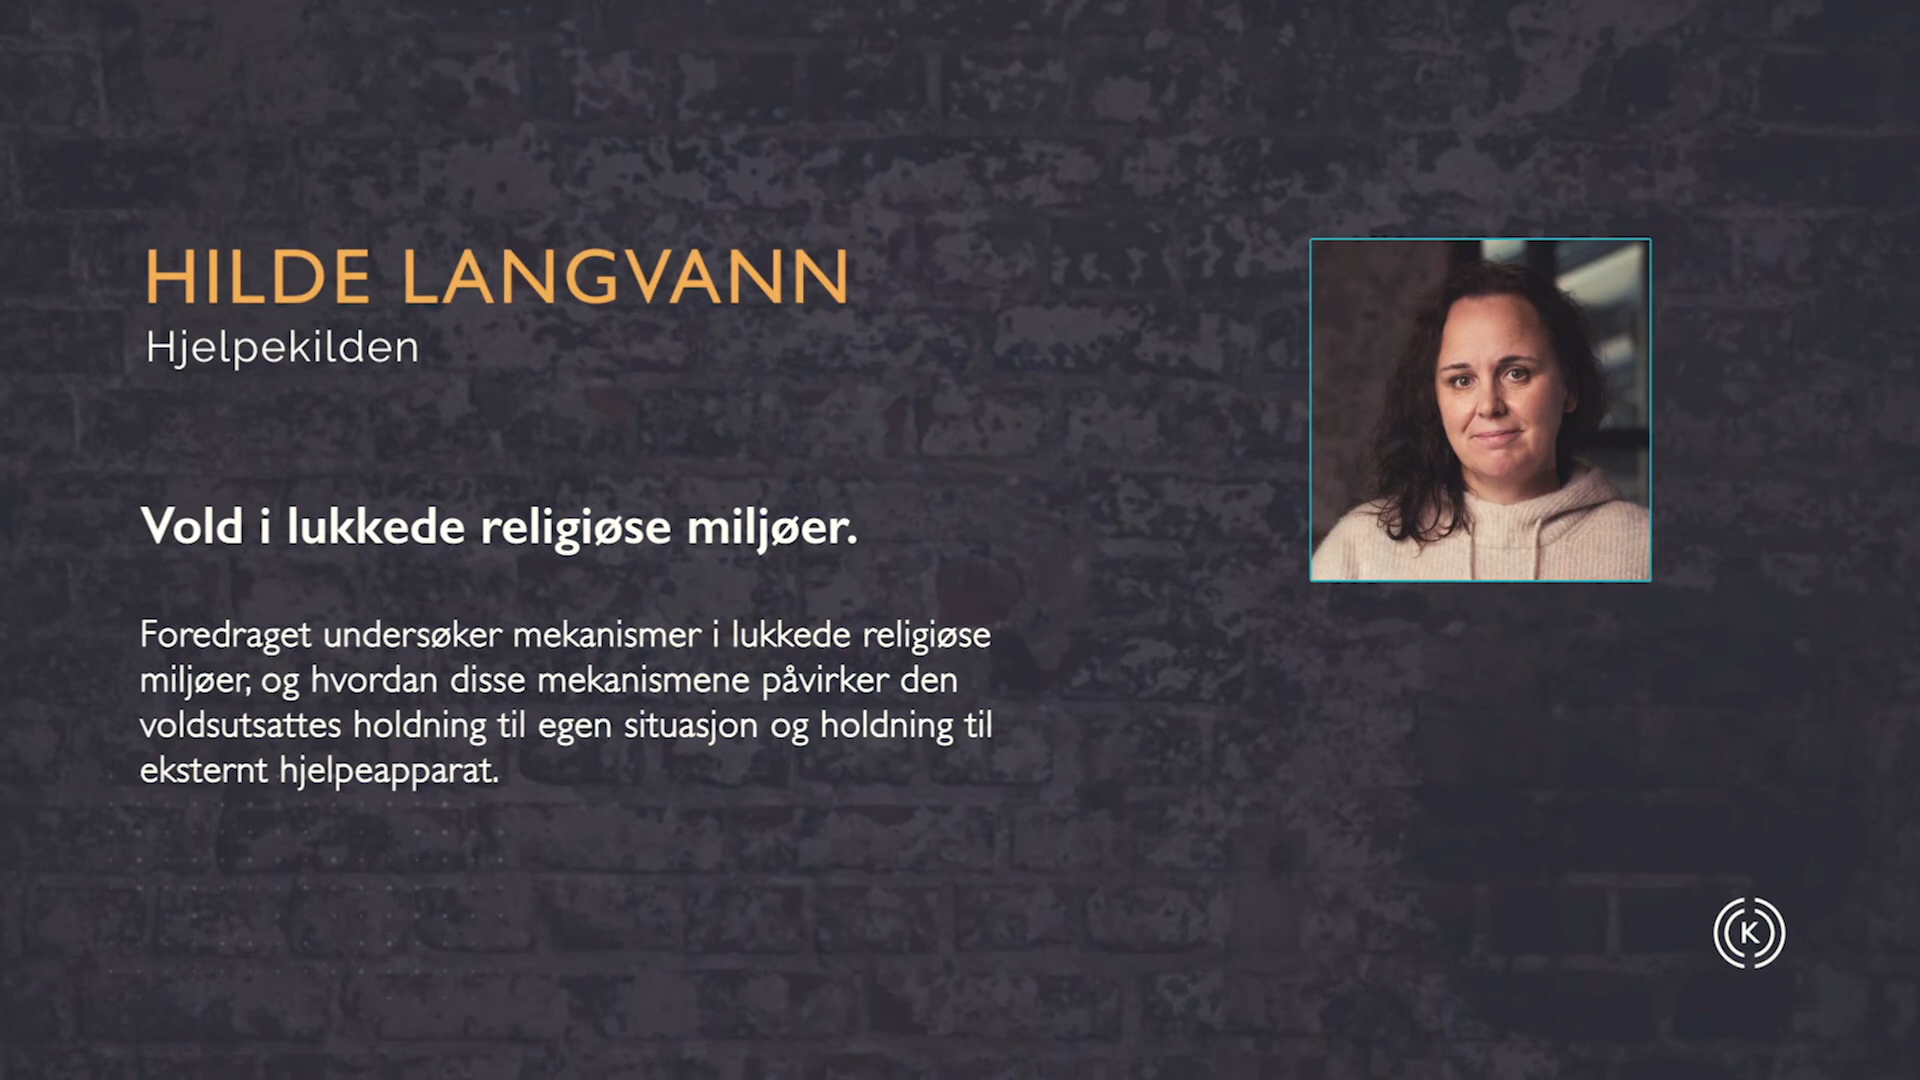 HILDE LANGVANN
Hjelpekilden
Vold i lukkede religiøse miljøer.
Foredraget undersøker mekanismer i lukkede religiøse
miljøer, og hvordan disse mekanismene påvirker den
voldsutsattes holdning til egen situasjon og holdning til
eksternt hjelpeapparat.
K